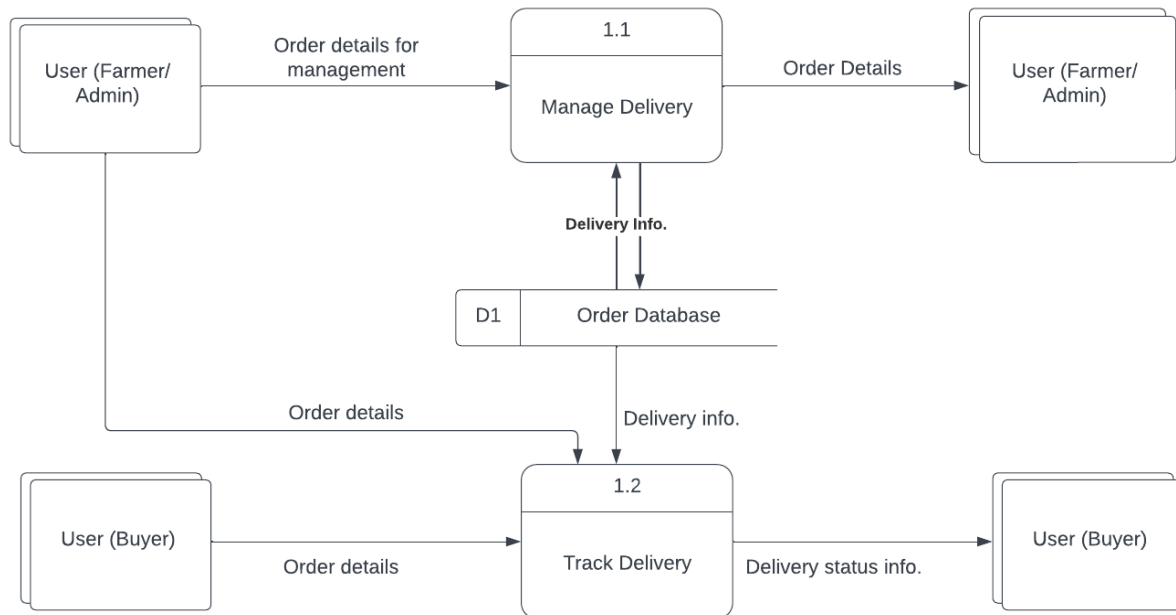 1.1
Order details for
management
User (Farmer/
Admin)
Manage Delivery
Order Details
User (Farmer/
Admin)
Delivery Info.
D1
Order Database
Order details
Delivery info.
1.2
User (Buyer)
Order details
Track Delivery
Delivery status info.
User (Buyer)